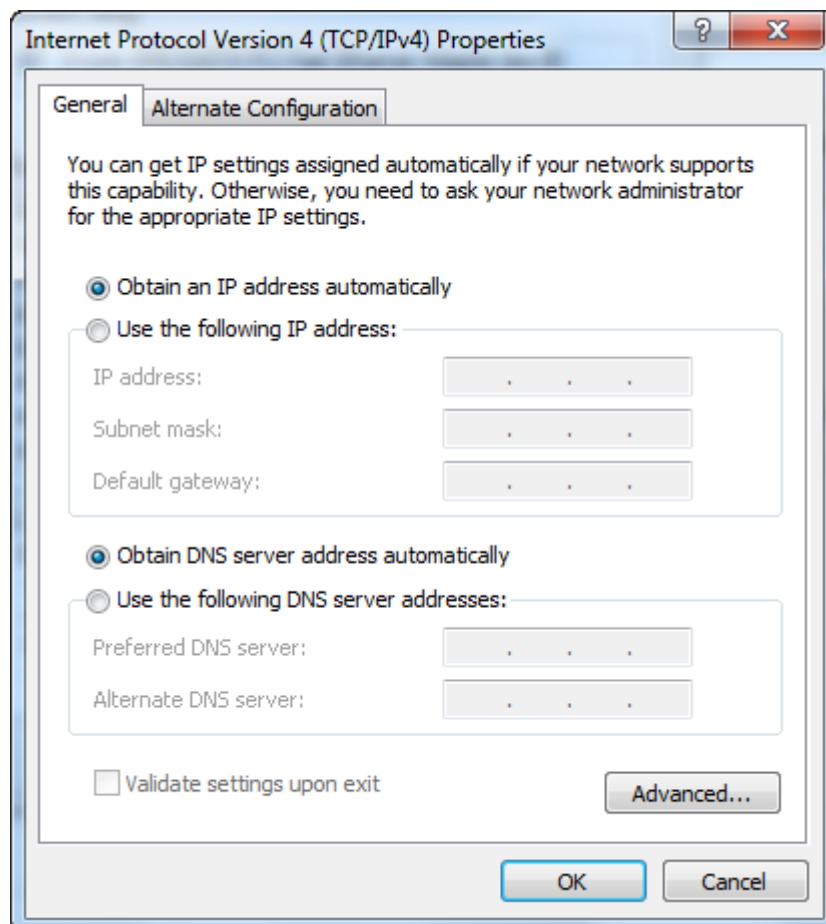 Internet Protocol Version 4 (TCP/IPv4) Properties
General
Alternate Configuration
You can get IP settings assigned automatically if your network supports
this capability. Otherwise, you need to ask your network administrator
for the appropriate IP settings.
Obtain an IP address automatically
Use the following IP address:
IP address:
Subnet mask:
Default gateway:
Obtain DNS server address automatically
Use the following DNS server addresses:
Preferred DNS server:
Alternate DNS server:
Validate settings upon exit
Advanced...
OK
Cancel